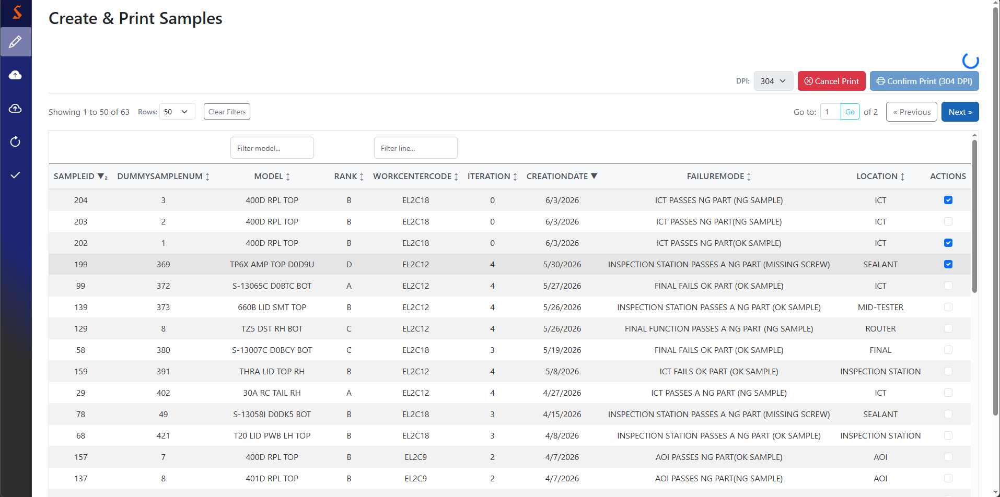 Create & Print Samples
DPI: 304 Cancel Print Confirm Print (304 DPI)
Showing 1 to 50 of 63 Rows: 50 Clear Filters Go to: 1 Go of 2 « Previous Next »
Filter model... Filter line...
SAMPLEID ▼₂ DUMMYSAMPLENUM ↕ MODEL ↕ RANK ↕ WORKCENTERCODE ↕ ITERATION ↕ CREATIONDATE ▼ FAILUREMODE ↕ LOCATION ↕ ACTIONS
204 3 400D RPL TOP B EL2C18 0 6/3/2026 ICT PASSES NG PART (NG SAMPLE) ICT
203 2 400D RPL TOP B EL2C18 0 6/3/2026 ICT PASSES NG PART(NG SAMPLE) ICT
202 1 400D RPL TOP B EL2C18 0 6/3/2026 ICT PASSES NG PART(OK SAMPLE) ICT
199 369 TP6X AMP TOP D0D9U D EL2C12 4 5/30/2026 INSPECTION STATION PASSES A NG PART (MISSING SCREW) SEALANT
99 372 S-13065C D0BTC BOT A EL2C12 4 5/27/2026 FINAL FAILS OK PART (OK SAMPLE) ICT
139 373 660B LID SMT TOP B EL2C12 4 5/26/2026 INSPECTION STATION PASSES A NG PART (OK SAMPLE) MID-TESTER
129 8 TZ5 DST RH BOT C EL2C12 4 5/26/2026 FINAL FUNCTION PASSES A NG PART (NG SAMPLE) ROUTER
58 380 S-13007C D0BCY BOT C EL2C18 3 5/19/2026 FINAL FAILS OK PART (OK SAMPLE) FINAL
159 391 THRA LID TOP RH B EL2C12 4 5/8/2026 ICT FAILS OK PART (OK SAMPLE) INSPECTION STATION
29 402 30A RC TAIL RH A EL2C12 4 4/27/2026 ICT PASSES A NG PART (NG SAMPLE) ICT
78 49 S-13058I D0DK5 BOT B EL2C18 3 4/15/2026 INSPECTION STATION PASSES A NG PART (MISSING SCREW) SEALANT
68 421 T20 LID PWB LH TOP B EL2C18 3 4/8/2026 INSPECTION STATION PASSES A NG PART (OK SAMPLE) INSPECTION STATION
157 7 400D RPL TOP B EL2C9 2 4/7/2026 AOI PASSES NG PART(OK SAMPLE) AOI
137 8 401D RPL TOP B EL2C9 2 4/7/2026 AOI PASSES NG PART(NG SAMPLE) AOI